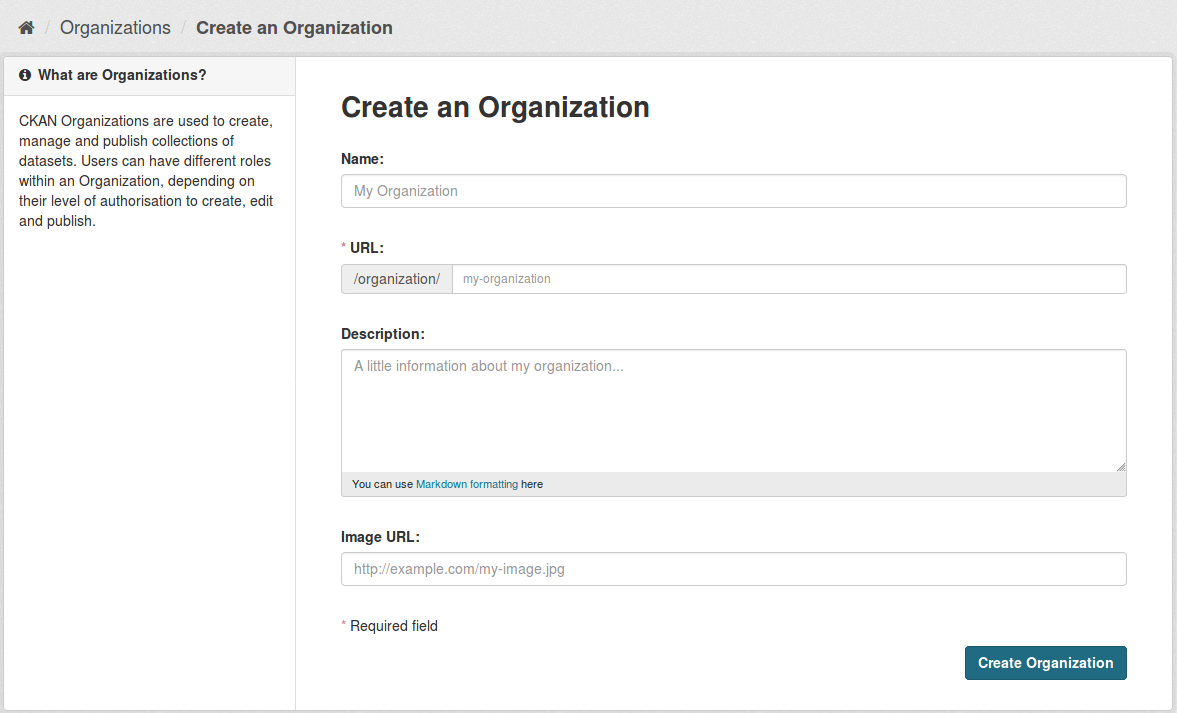 / Organizations / Create an Organization
What are Organizations?
CKAN Organizations are used to create,
manage and publish collections of
datasets. Users can have different roles
within an Organization, depending on
their level of authorisation to create, edit
and publish.
Create an Organization
Name:
My Organization
* URL:
/organization/ my-organization
Description:
A little information about my organization...
You can use Markdown formatting here
Image URL:
http://example.com/my-image.jpg
* Required field
Create Organization